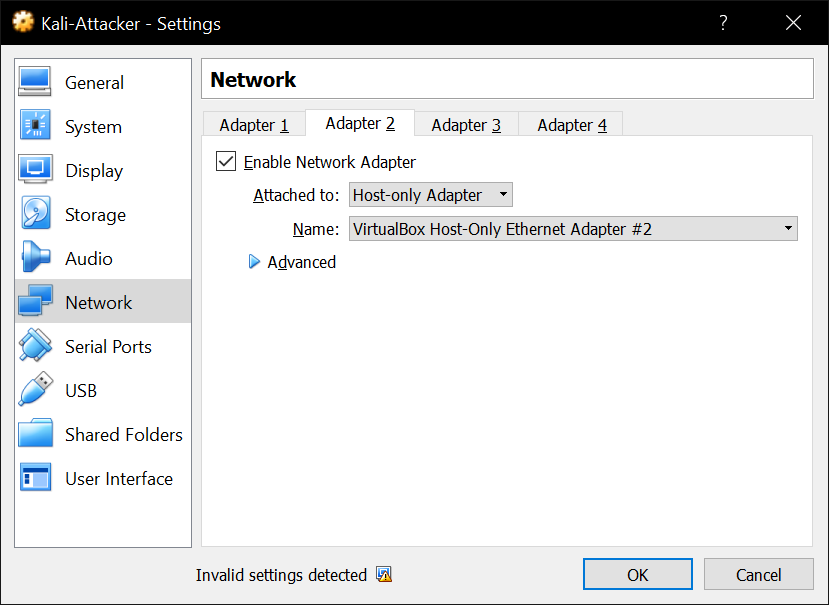 Kali-Attacker - Settings
?
General
System
Display
Storage
Audio
Network
Serial Ports
USB
Shared Folders
User Interface
Network
Adapter 1 Adapter 2 Adapter 3 Adapter 4
Enable Network Adapter
Attached to: Host-only Adapter
Name: VirtualBox Host-Only Ethernet Adapter #2
Advanced
Invalid settings detected
OK Cancel